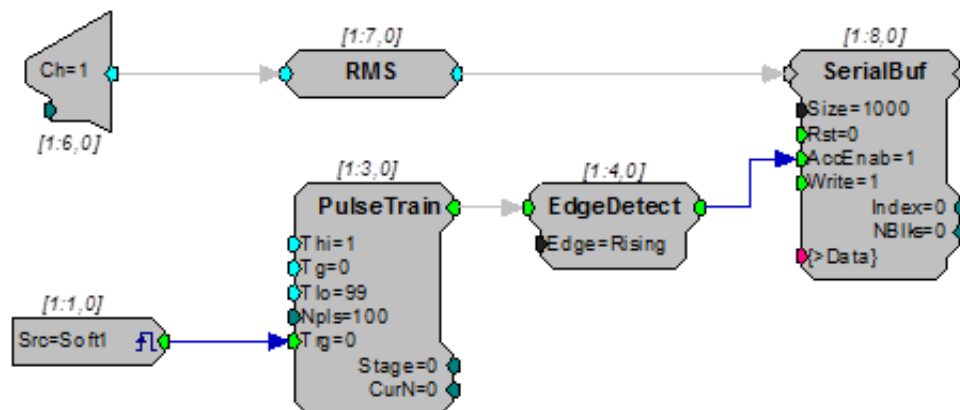 [1:7,0]
[1:8,0]
Ch=1
RMS
SerialBuf
Size=1000
[1:6,0]
Rst=0
AccEnab=1
Write=1
Index=0
NBlks=0
{>Data}
[1:3,0]
[1:4,0]
PulseTrain
EdgeDetect
Thi=1
Edge=Rising
Tg=0
Tlo=99
Npls=100
Trg=0
Stage=0
CurN=0
[1:1,0]
Src=Soft1